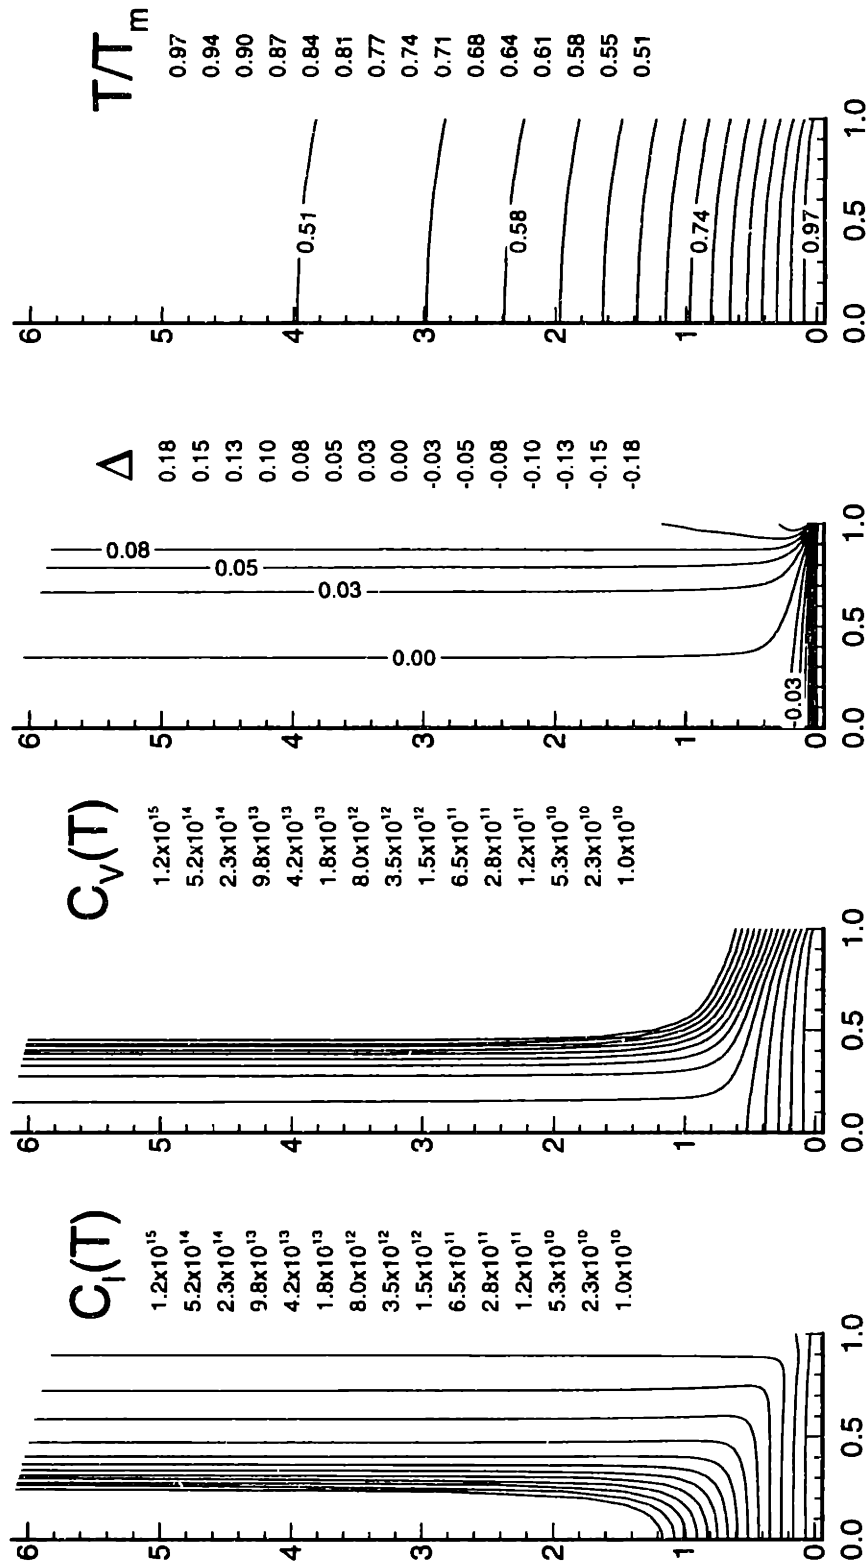 C_I(T)
1.2x10^15
5.2x10^14
2.3x10^14
9.8x10^13
4.2x10^13
1.8x10^13
8.0x10^12
3.5x10^12
1.5x10^12
6.5x10^11
2.8x10^11
1.2x10^11
5.3x10^10
2.3x10^10
1.0x10^10
6
5
4
3
2
1
0
0.0
0.5
1.0
C_V(T)
1.2x10^15
5.2x10^14
2.3x10^14
9.8x10^13
4.2x10^13
1.8x10^13
8.0x10^12
3.5x10^12
1.5x10^12
6.5x10^11
2.8x10^11
1.2x10^11
5.3x10^10
2.3x10^10
1.0x10^10
6
5
4
3
2
1
0
0.0
0.5
1.0
Δ
0.18
0.15
0.13
0.10
0.08
0.05
0.03
0.00
-0.03
-0.05
-0.08
-0.10
-0.13
-0.15
-0.18
0.08
0.05
0.03
0.00
-0.03
6
5
4
3
2
1
0
0.0
0.5
1.0
T/T_m
0.97
0.94
0.90
0.87
0.84
0.81
0.77
0.74
0.71
0.68
0.64
0.61
0.58
0.55
0.51
0.51
0.58
0.74
0.97
6
5
4
3
2
1
0
0.0
0.5
1.0